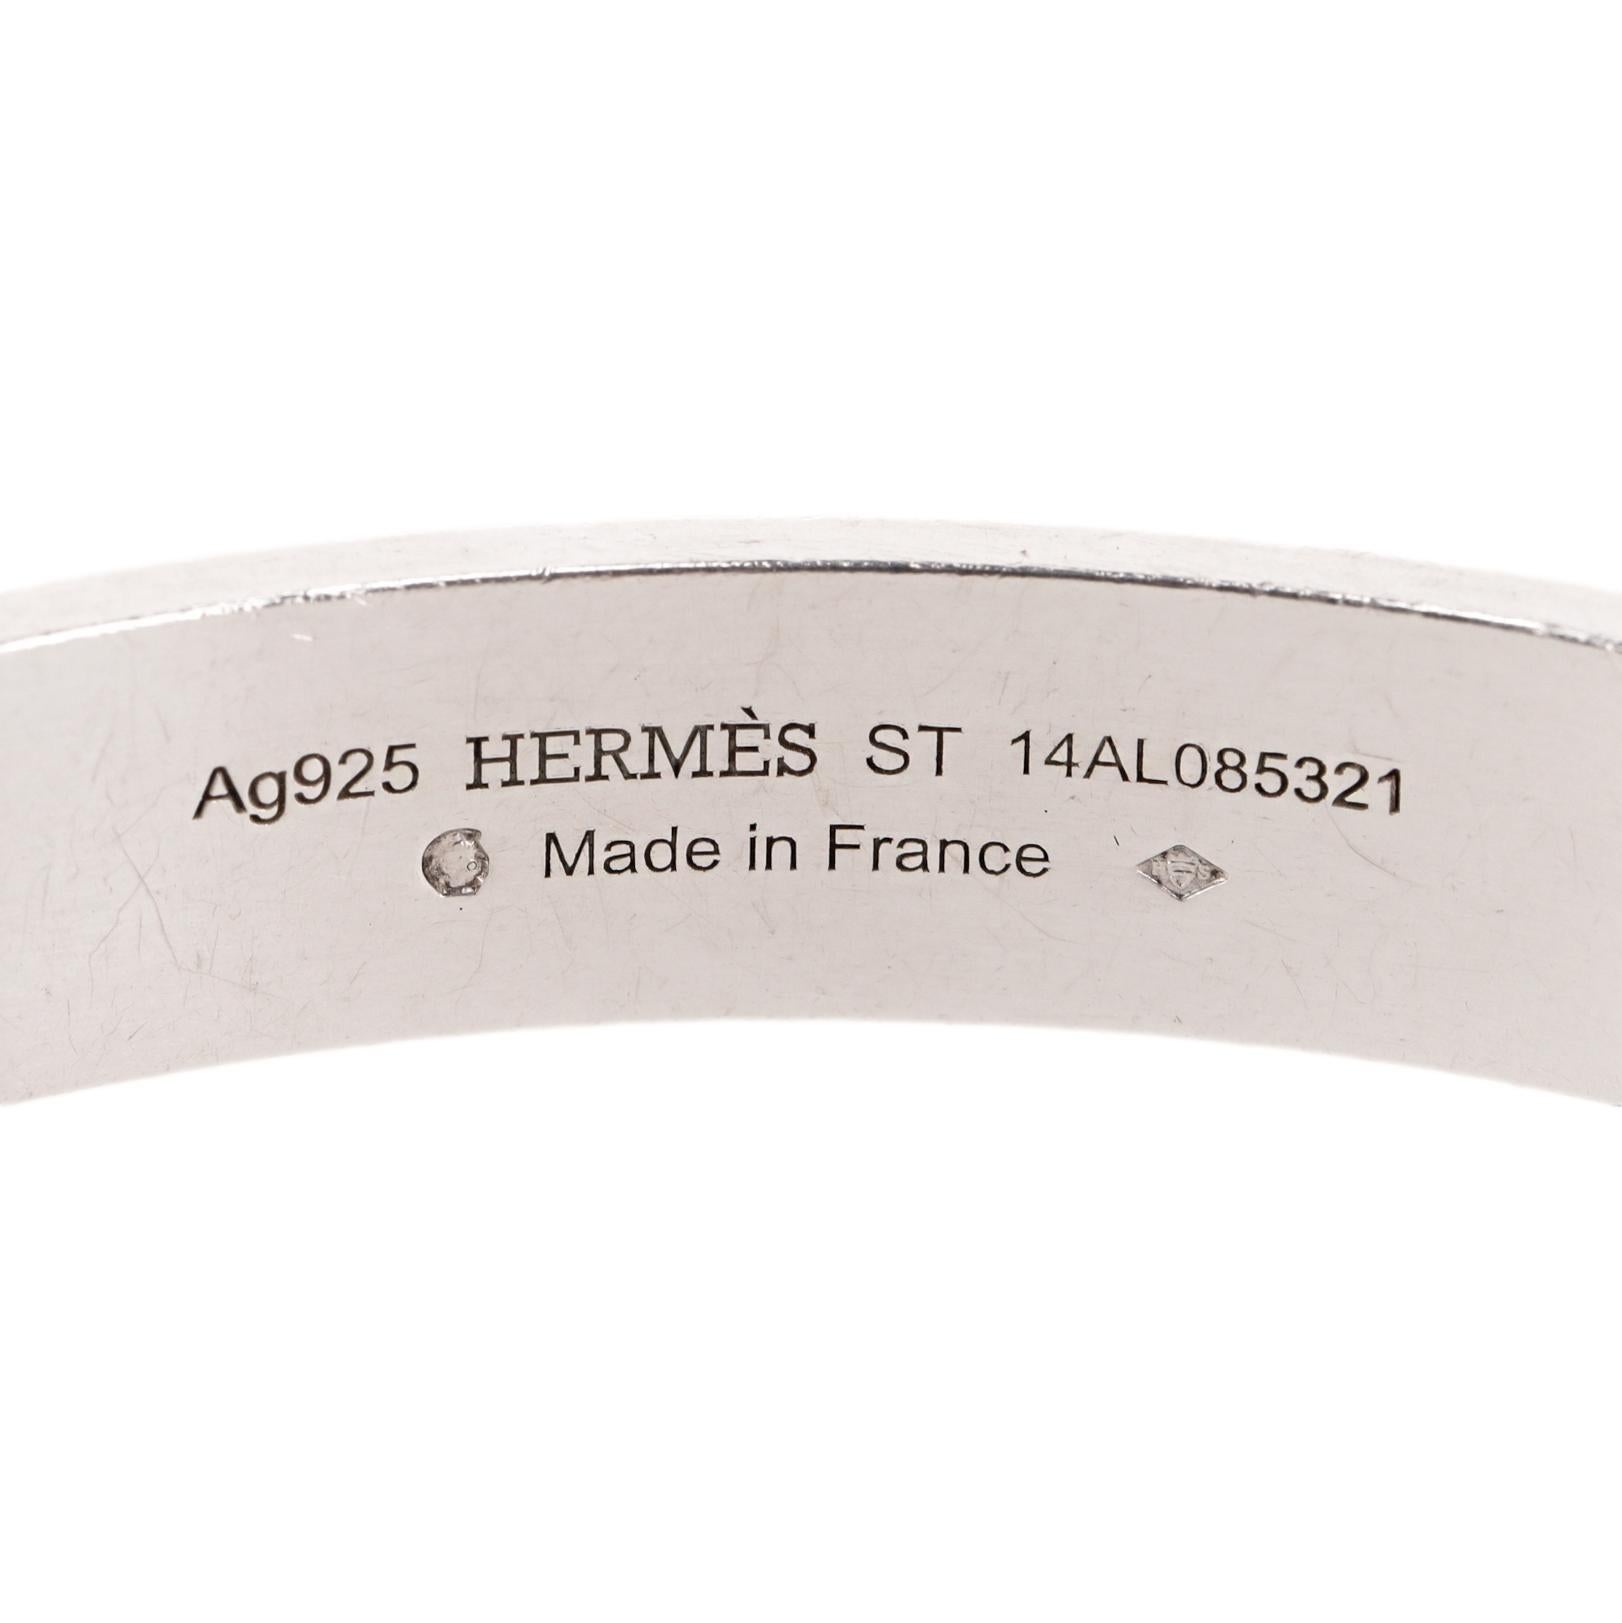 Ag925 HERMÈS ST 14AL085321
Made in France